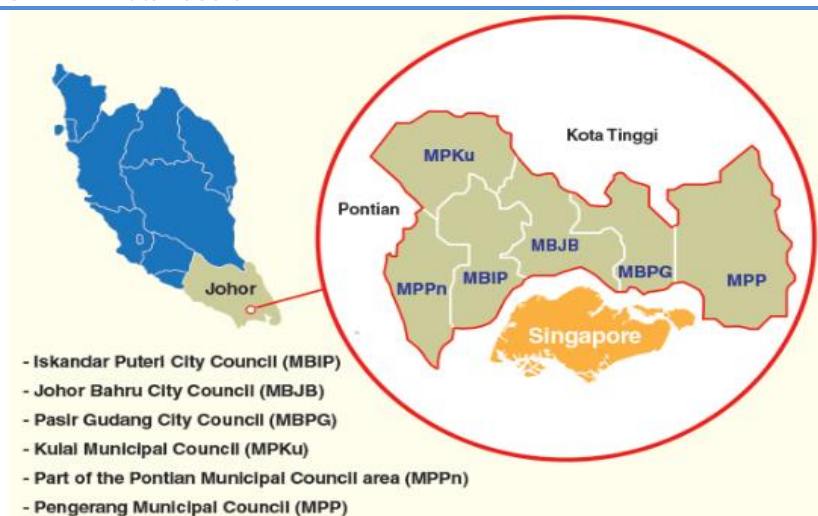 Kota Tinggi
MPKu
Pontian
MBJB
MBIP
MBPG
MPP
MPPn
Johor
Singapore
- Iskandar Puteri City Council (MBIP)
- Johor Bahru City Council (MBJB)
- Pasir Gudang City Council (MBPG)
- Kulai Municipal Council (MPKu)
- Part of the Pontian Municipal Council area (MPPn)
- Pengerang Municipal Council (MPP)